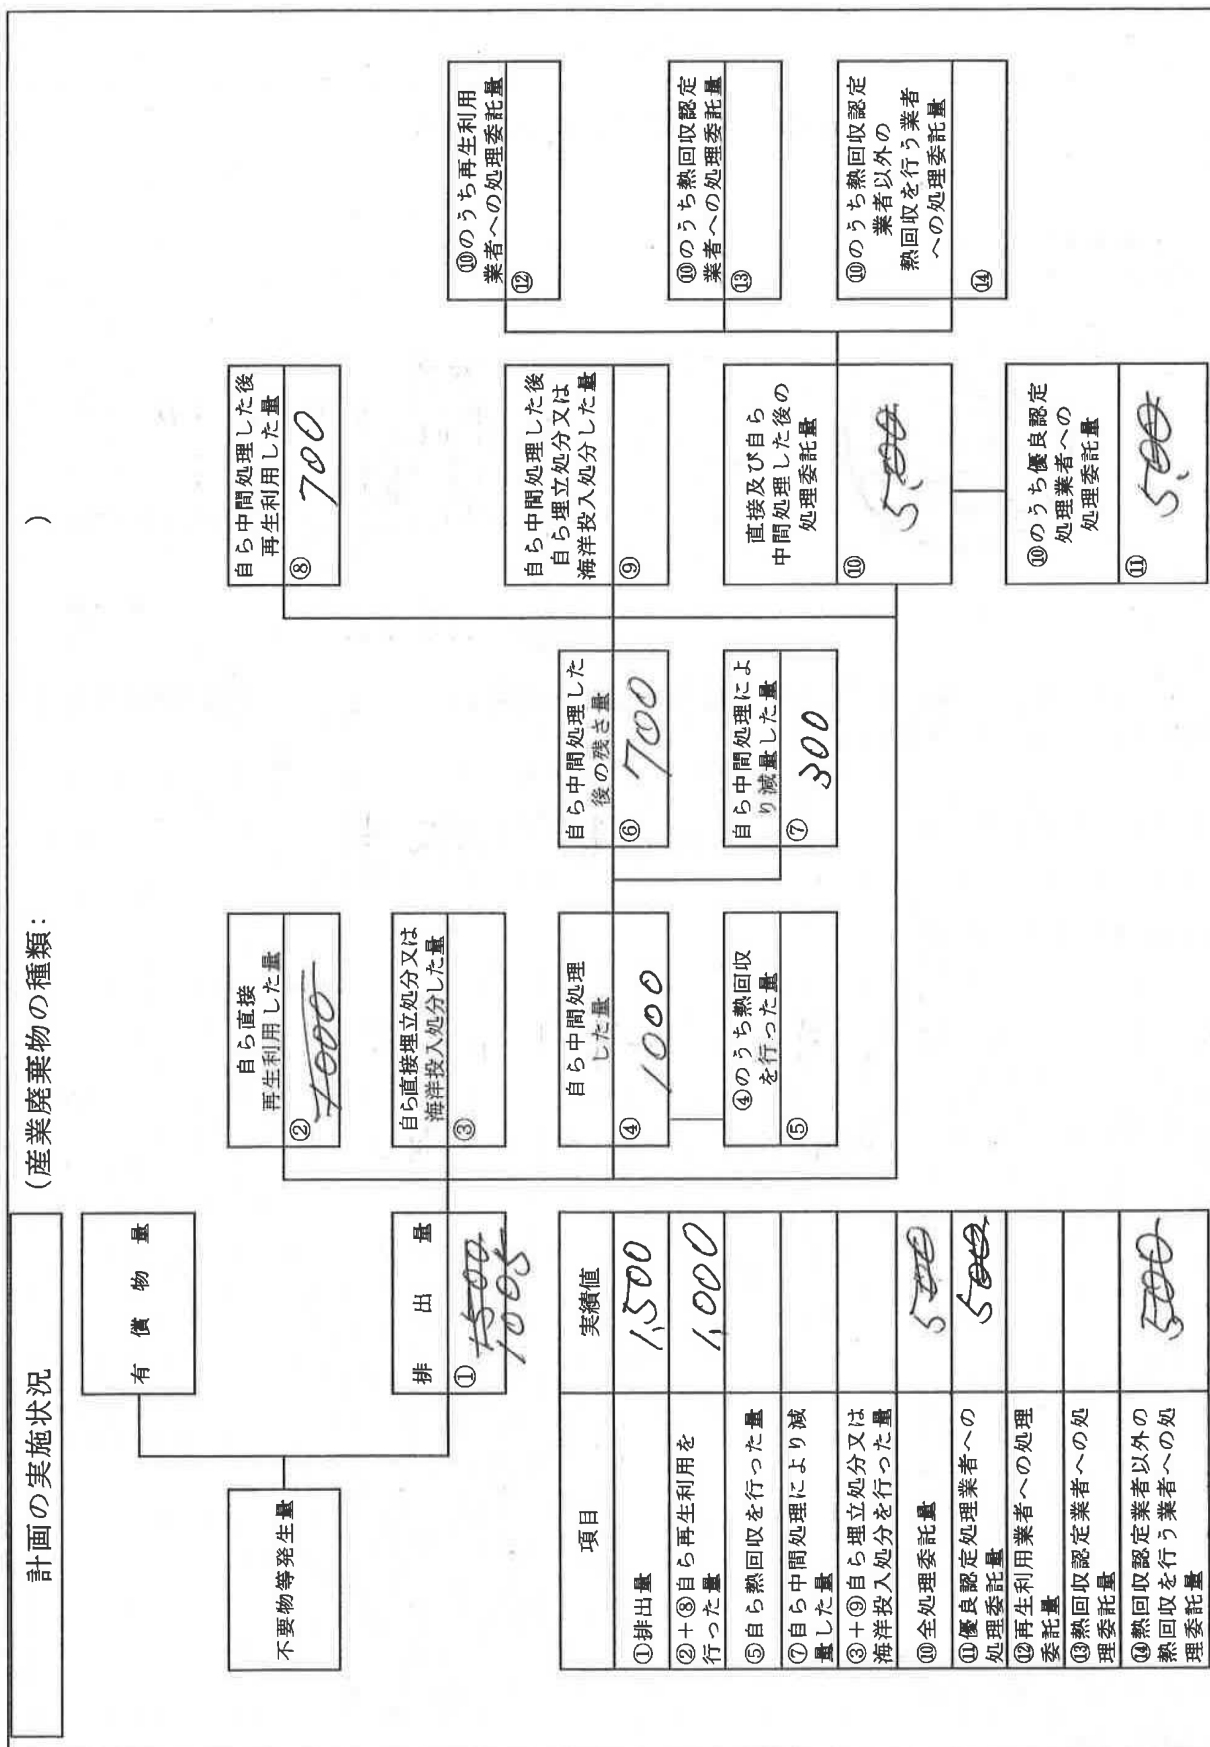 計画の実施状況
(産業廃棄物の種類:
)
不要物等発生量
有償物量
排出量
① 1500
1005
自ら直接
再生利用した量
② 1000
自ら直接埋立処分又は
海洋投入処分した量
③
自ら中間処理
した量
④ 1000
④のうち熱回収
を行った量
⑤
自ら中間処理した
後の残さ量
⑥ 700
自ら中間処理によ
り減量した量
⑦ 300
自ら中間処理した後
再生利用した量
⑧ 700
自ら中間処理した後
自ら埋立処分又は
海洋投入処分した量
⑨
直接及び自ら
中間処理した後の
処理委託量
⑩ 5.00
⑩のうち優良認定
処理業者への
処理委託量
⑪ 5.00
⑩のうち再生利用
業者への処理委託量
⑫
⑩のうち熱回収認定
業者への処理委託量
⑬
⑩のうち熱回収認定
業者以外の
熱回収を行う業者
への処理委託量
⑭
項目 実績値
①排出量 1,500
②+⑧自ら再生利用を
行った量 1,000
⑤自ら熱回収を行った量
⑦自ら中間処理により減
量した量
③+⑨自ら埋立処分又は
海洋投入処分を行った量
⑩全処理委託量 500
⑪優良認定処理業者への
処理委託量 500
⑫再生利用業者への処理
委託量
⑬熱回収認定業者への処
理委託量
⑭熱回収認定業者以外の
熱回収を行う業者への処
理委託量 500